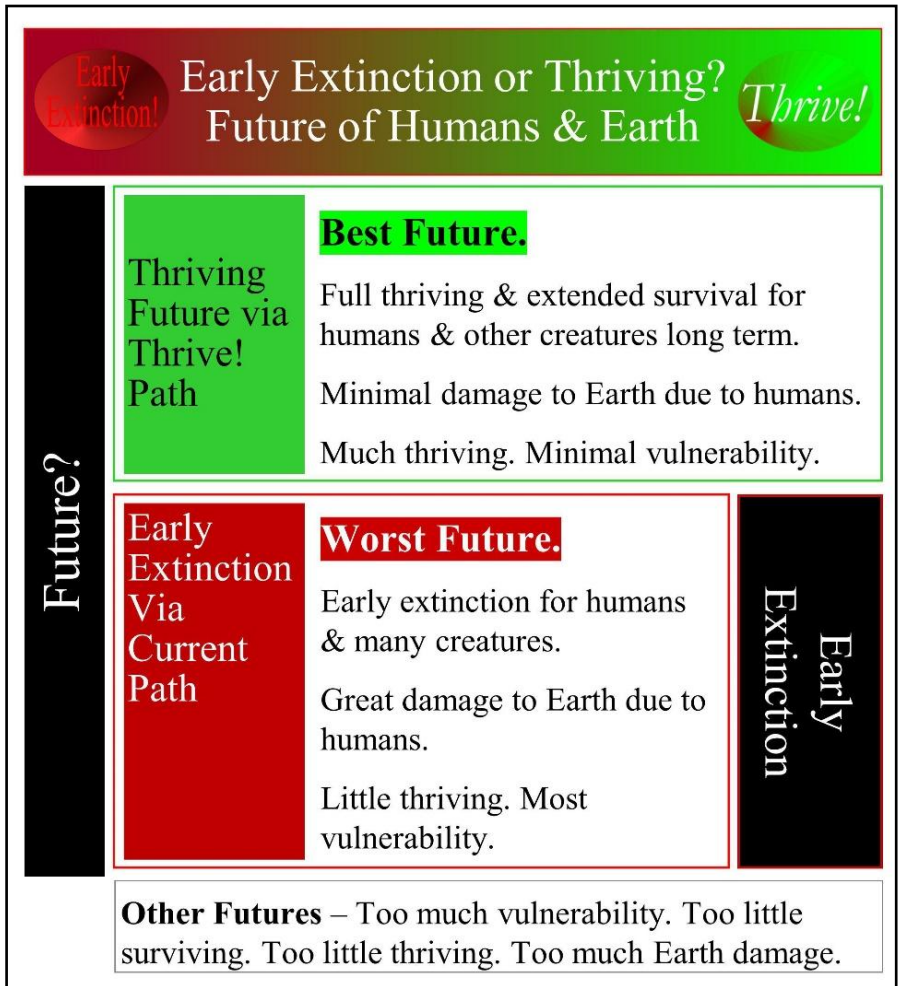 Early
Extinction!
Early Extinction or Thriving?
Future of Humans & Earth
Thrive!
Future?
Thriving
Future via
Thrive!
Path
Best Future.
Full thriving & extended survival for
humans & other creatures long term.
Minimal damage to Earth due to humans.
Much thriving. Minimal vulnerability.
Early
Extinction
Via
Current
Path
Worst Future.
Early extinction for humans
& many creatures.
Great damage to Earth due to
humans.
Little thriving. Most
vulnerability.
Early
Extinction
Other Futures – Too much vulnerability. Too little
surviving. Too little thriving. Too much Earth damage.